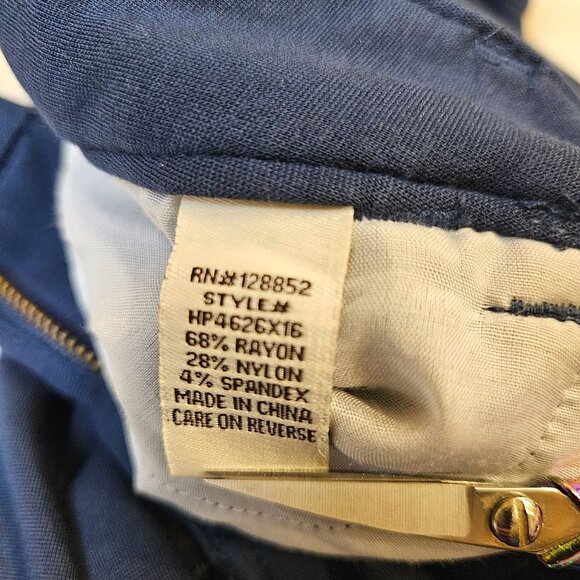 RN#128852
STYLE#
HP4626X16
68% RAYON
28% NYLON
4% SPANDEX
MADE IN CHINA
CARE ON REVERSE